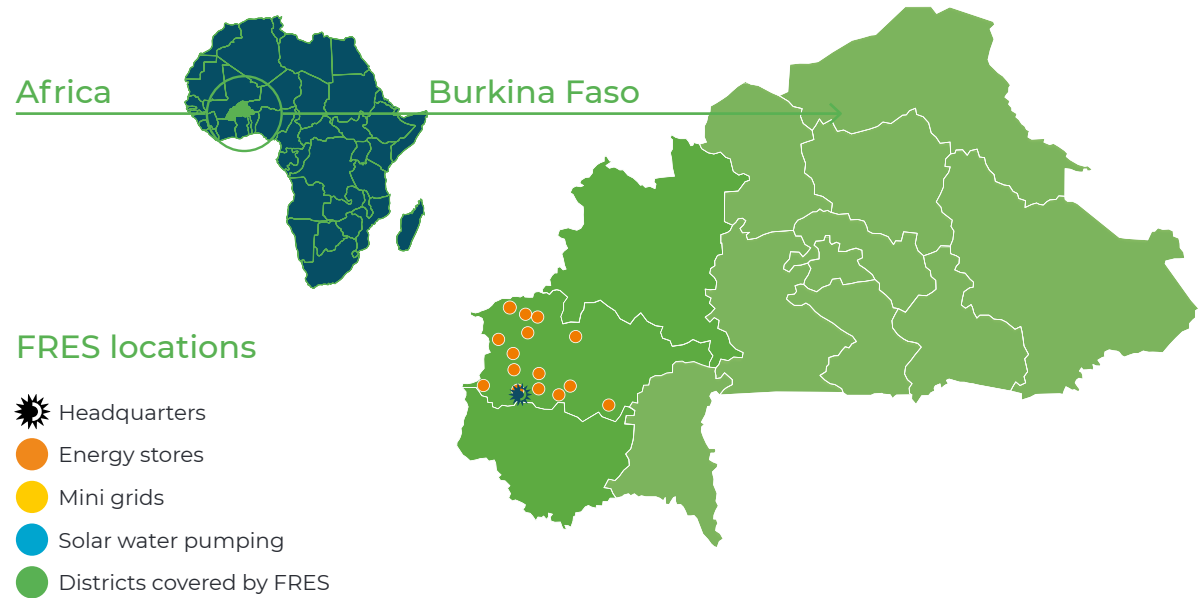 Africa
Burkina Faso
FRES locations
Headquarters
Energy stores
Mini grids
Solar water pumping
Districts covered by FRES